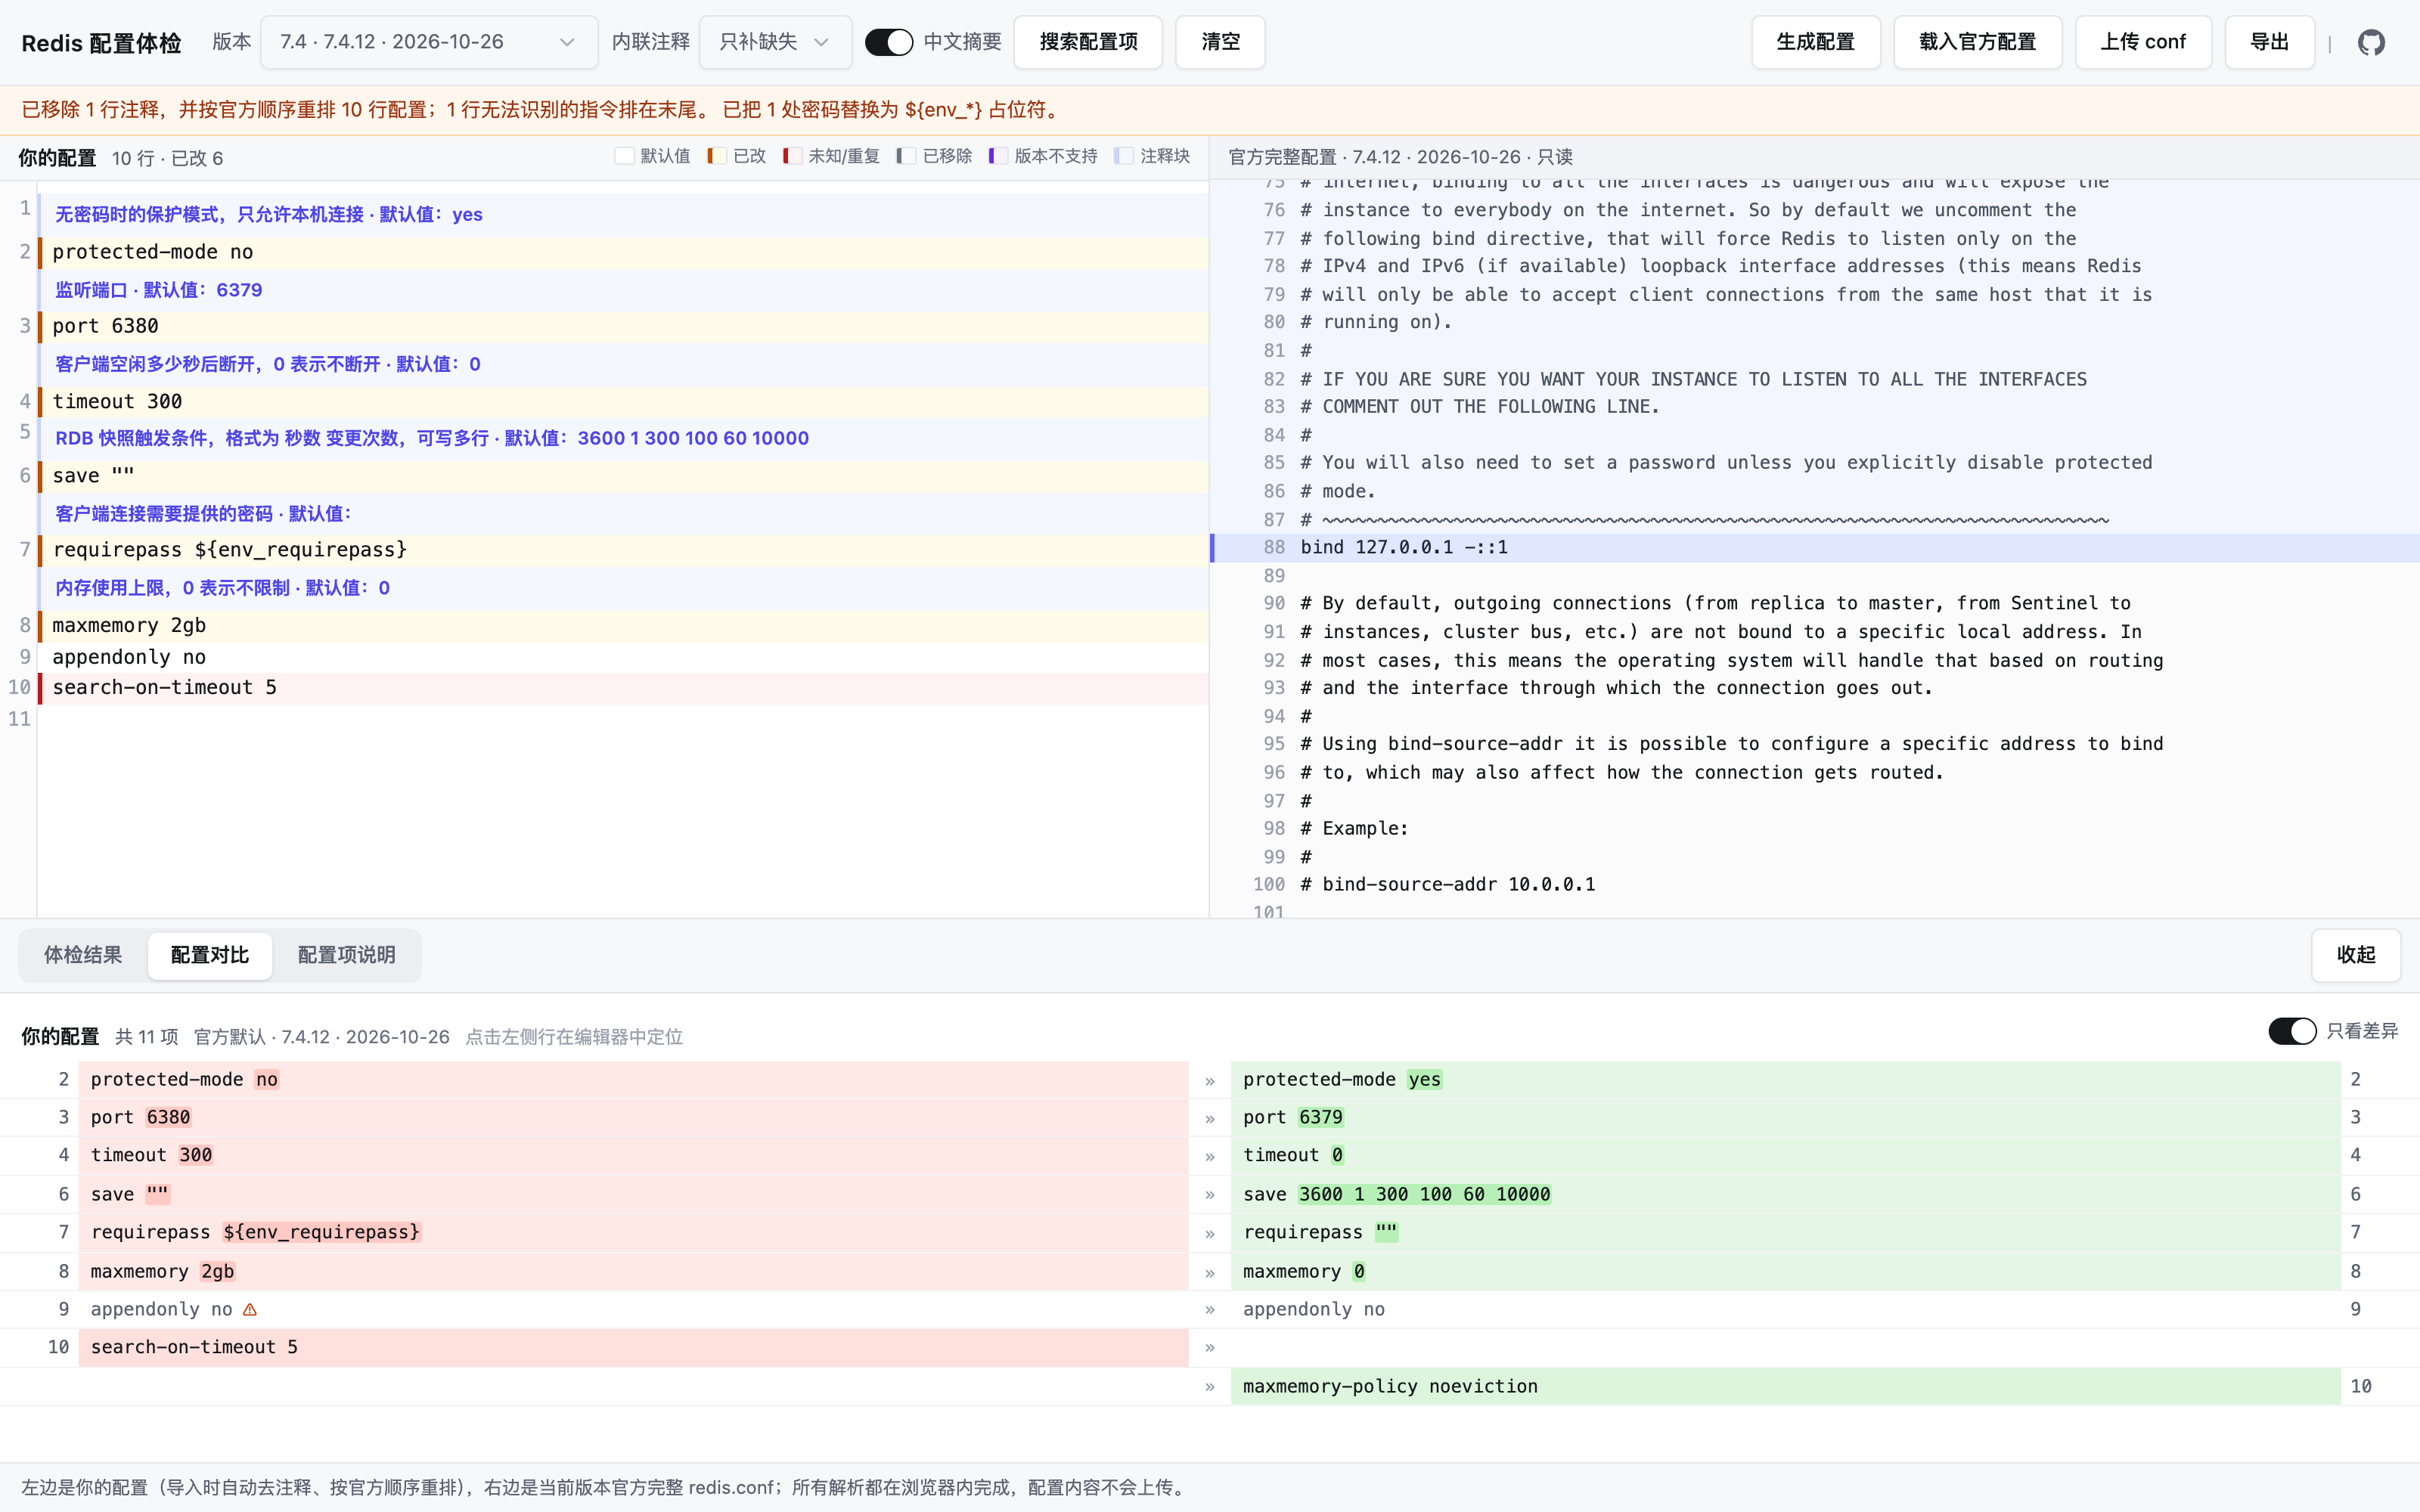 Redis 配置体检 版本 7.4 · 7.4.12 · 2026-10-26 内联注释 只补缺失 中文摘要 搜索配置项 清空 生成配置 载入官方配置 上传 conf 导出 |
已移除 1 行注释，并按官方顺序重排 10 行配置；1 行无法识别的指令排在末尾。 已把 1 处密码替换为 ${env_*} 占位符。
你的配置 10 行 · 已改 6 默认值 已改 未知/重复 已移除 版本不支持 注释块
1 无密码时的保护模式，只允许本机连接 · 默认值：yes
2 protected-mode no
监听端口 · 默认值：6379
3 port 6380
客户端空闲多少秒后断开，0 表示不断开 · 默认值：0
4 timeout 300
5 RDB 快照触发条件，格式为 秒数 变更次数，可写多行 · 默认值：3600 1 300 100 60 10000
6 save ""
客户端连接需要提供的密码 · 默认值：
7 requirepass ${env_requirepass}
内存使用上限，0 表示不限制 · 默认值：0
8 maxmemory 2gb
9 appendonly no
10 search-on-timeout 5
11
官方完整配置 · 7.4.12 · 2026-10-26 · 只读
75 # internet, binding to all the interfaces is dangerous and will expose the
76 # instance to everybody on the internet. So by default we uncomment the
77 # following bind directive, that will force Redis to listen only on the
78 # IPv4 and IPv6 (if available) loopback interface addresses (this means Redis
79 # will only be able to accept client connections from the same host that it is
80 # running on).
81 #
82 # IF YOU ARE SURE YOU WANT YOUR INSTANCE TO LISTEN TO ALL THE INTERFACES
83 # COMMENT OUT THE FOLLOWING LINE.
84 #
85 # You will also need to set a password unless you explicitly disable protected
86 # mode.
87 # ~~~~~~~~~~~~~~~~~~~~~~~~~~~~~~~~~~~~~~~~~~~~~~~~~~~~~~~~~~~~~~~~~~~~~~~~
88 bind 127.0.0.1 -::1
89
90 # By default, outgoing connections (from replica to master, from Sentinel to
91 # instances, cluster bus, etc.) are not bound to a specific local address. In
92 # most cases, this means the operating system will handle that based on routing
93 # and the interface through which the connection goes out.
94 #
95 # Using bind-source-addr it is possible to configure a specific address to bind
96 # to, which may also affect how the connection gets routed.
97 #
98 # Example:
99 #
100 # bind-source-addr 10.0.0.1
101
体检结果 配置对比 配置项说明 收起
你的配置 共 11 项 官方默认 · 7.4.12 · 2026-10-26 点击左侧行在编辑器中定位 只看差异
2 protected-mode no » protected-mode yes 2
3 port 6380 » port 6379 3
4 timeout 300 » timeout 0 4
6 save "" » save 3600 1 300 100 60 10000 6
7 requirepass ${env_requirepass} » requirepass "" 7
8 maxmemory 2gb » maxmemory 0 8
9 appendonly no » appendonly no 9
10 search-on-timeout 5 »
» maxmemory-policy noeviction 10
左边是你的配置（导入时自动去注释、按官方顺序重排），右边是当前版本官方完整 redis.conf；所有解析都在浏览器内完成，配置内容不会上传。